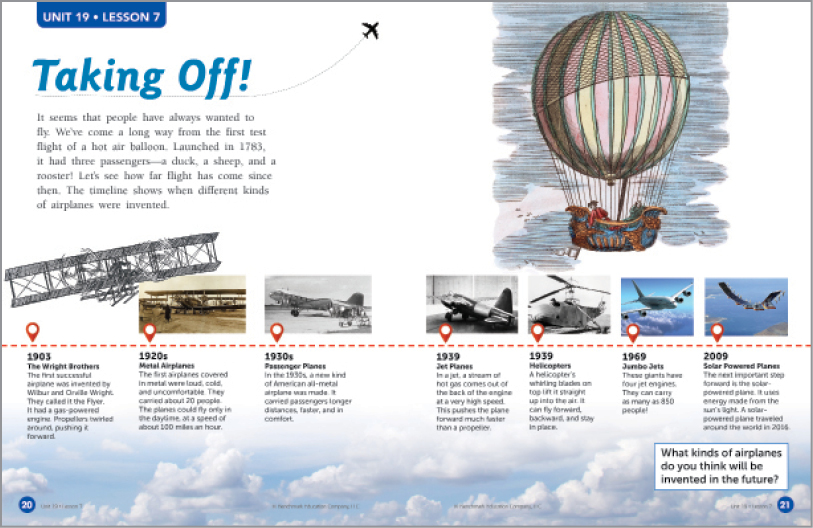 UNIT 19 • LESSON 7
Taking Off!
It seems that people have always wanted to
fly. We've come a long way from the first test
flight of a hot air balloon. Launched in 1783,
it had three passengers—a duck, a sheep, and a
rooster! Let's see how far flight has come since
then. The timeline shows when different kinds
of airplanes were invented.
1903
The Wright Brothers
The first successful
airplane was invented by
Wilbur and Orville Wright.
They called it the Flyer.
It had a gas-powered
engine. Propellors twirled
around, pushing it
forward.
1920s
Metal Airplanes
The first airplanes covered
in metal were loud, cold,
and uncomfortable. They
carried about 20 people.
The planes could fly only in
the daytime, at a speed of
about 100 miles an hour.
1930s
Passenger Planes
In the 1930s, a new kind
of American all-metal
airplane was made. It
carried passengers longer
distances, faster, and in
comfort.
1939
Jet Planes
In a jet, a stream of
hot gas comes out of
the back of the engine
at a very high speed.
This pushes the plane
forward much faster
than a propeller.
1939
Helicopters
A helicopter's
whirling blades on
top lift it straight
up into the air. It
can fly forward,
backward, and stay
in place.
1969
Jumbo Jets
These giants have
four jet engines.
They can carry
as many as 850
people!
2009
Solar Powered Planes
The next important step
forward is the solar-
powered plane. It uses
energy made from the
sun's light. A solar-
powered plane traveled
around the world in 2016.
What kinds of airplanes
do you think will be
invented in the future?
20 Unit 19 • Lesson 7
© Benchmark Education Company, LLC
© Benchmark Education Company, LLC
Unit 19 • Lesson 7 21